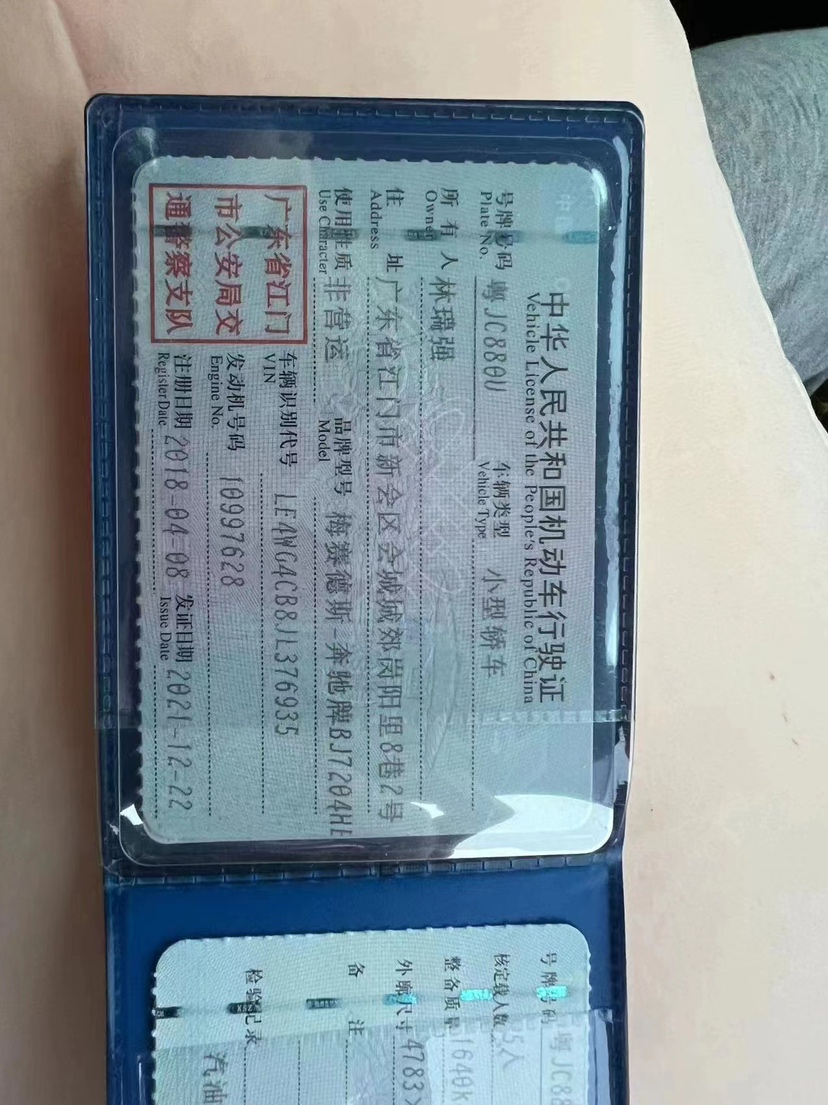 中华人民共和国机动车行驶证
Vehicle License of the People's Republic of China
号牌号码 粤JC880U 车辆类型 小型轿车
Plate No. Vehicle Type
所有人 林瑞强
Owner
住址 广东省江门市新会区会城城郊岗阳里8巷2号
Address
使用性质 非营运 品牌型号 梅赛德斯-奔驰牌BJ7204HE
Use Character Model
广东省江门
市公安局交
通警察支队
车辆识别代号 LE4WG4CB8JL376935
VIN
发动机号码 10997628
Engine No.
注册日期 2018-04-08 发证日期 2021-12-22
Register Date Issue Date
号牌号码 粤JC88
核定载人数 5人
整备质量 1640k
外廓尺寸 4783×
备注
检验记录
汽油